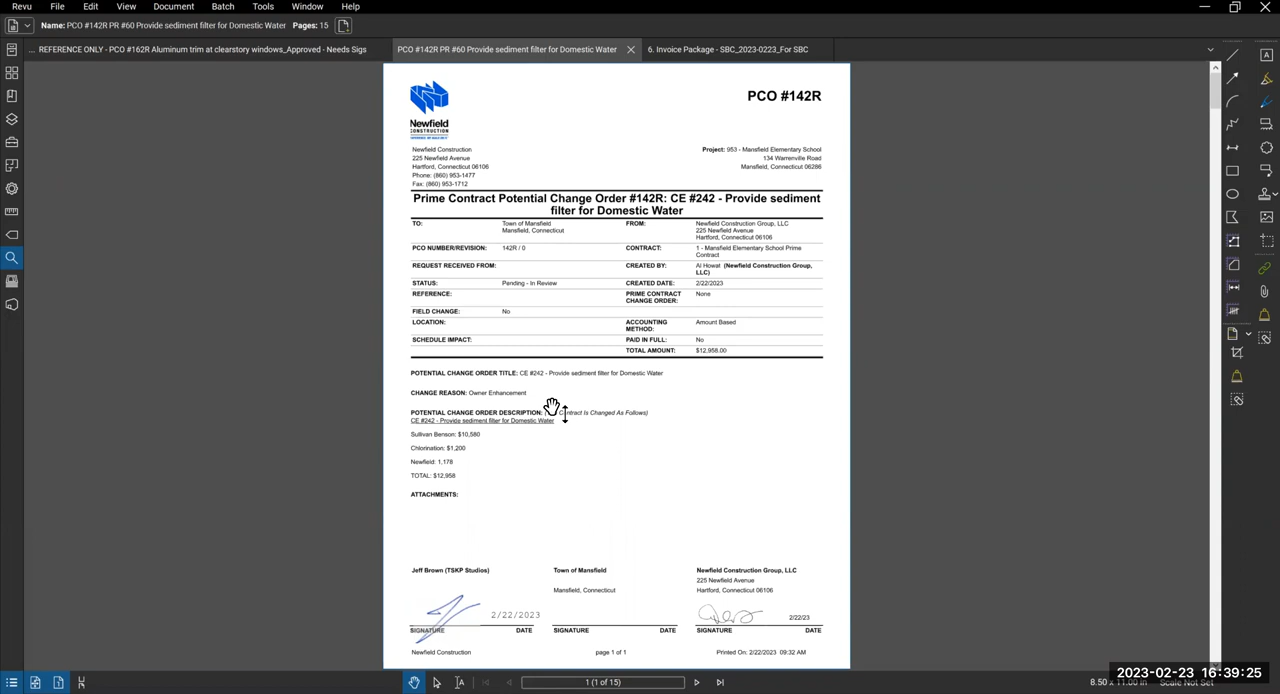 Revu File Edit View Document Batch Tools Window Help
Name: PCO #142R PR #60 Provide sediment filter for Domestic Water Pages: 15
... REFERENCE ONLY - PCO #162R Aluminum trim at clearstory windows_Approved - Needs Sigs PCO #142R PR #60 Provide sediment filter for Domestic Water 6. Invoice Package - SBC_2023-0223_For SBC
PCO #142R
Newfield
CONSTRUCTION
Newfield Construction
225 Newfield Avenue
Hartford, Connecticut 06106
Phone: (860) 953-1477
Fax: (860) 953-1712
Project: 953 - Mansfield Elementary School
134 Warrenville Road
Mansfield, Connecticut 06286
Prime Contract Potential Change Order #142R: CE #242 - Provide sediment
filter for Domestic Water
TO: Town of Mansfield
Mansfield, Connecticut
FROM: Newfield Construction Group, LLC
225 Newfield Avenue
Hartford, Connecticut 06106
PCO NUMBER/REVISION: 142R / 0
CONTRACT: 1 - Mansfield Elementary School Prime
Contract
REQUEST RECEIVED FROM:
CREATED BY: Al Howat (Newfield Construction Group,
LLC)
STATUS: Pending - In Review
CREATED DATE: 2/22/2023
REFERENCE:
PRIME CONTRACT
CHANGE ORDER: None
FIELD CHANGE: No
LOCATION:
ACCOUNTING
METHOD: Amount Based
SCHEDULE IMPACT:
PAID IN FULL: No
TOTAL AMOUNT: $12,958.00
POTENTIAL CHANGE ORDER TITLE: CE #242 - Provide sediment filter for Domestic Water
CHANGE REASON: Owner Enhancement
POTENTIAL CHANGE ORDER DESCRIPTION: Contract Is Changed As Follows)
CE #242 - Provide sediment filter for Domestic Water
Sullivan Benson: $10,580
Chlorination: $1,200
Newfield: 1,178
TOTAL: $12,958
ATTACHMENTS:
Jeff Brown (TSKP Studios) Town of Mansfield Newfield Construction Group, LLC
225 Newfield Avenue
Mansfield, Connecticut Hartford, Connecticut 06106
2/22/2023 2/22/23
SIGNATURE DATE SIGNATURE DATE SIGNATURE DATE
Newfield Construction page 1 of 1 Printed On: 2/22/2023 09:32 AM
1 (1 of 15)
8.50 x 11.00 in Scale Not Set
2023-02-23 16:39:25